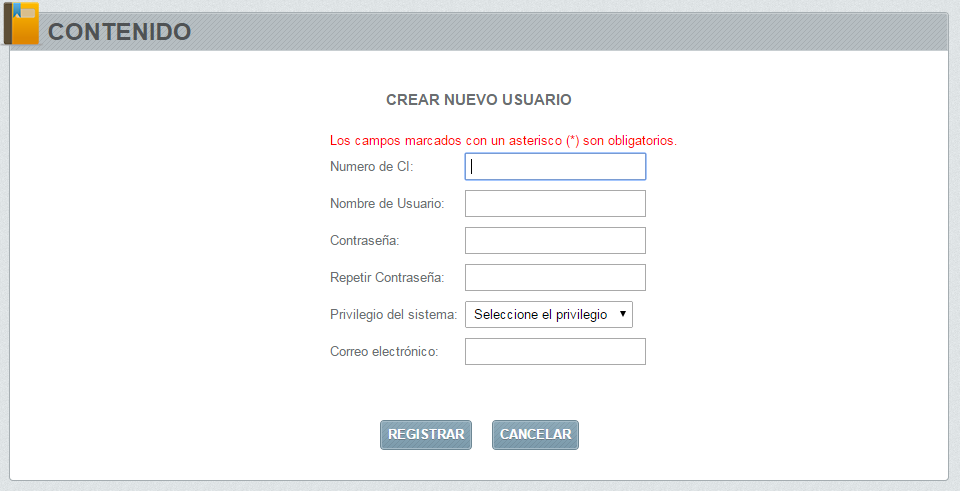 CONTENIDO
CREAR NUEVO USUARIO
Los campos marcados con un asterisco (*) son obligatorios.
Numero de CI:
Nombre de Usuario:
Contraseña:
Repetir Contraseña:
Privilegio del sistema: Seleccione el privilegio
Correo electrónico:
REGISTRAR CANCELAR